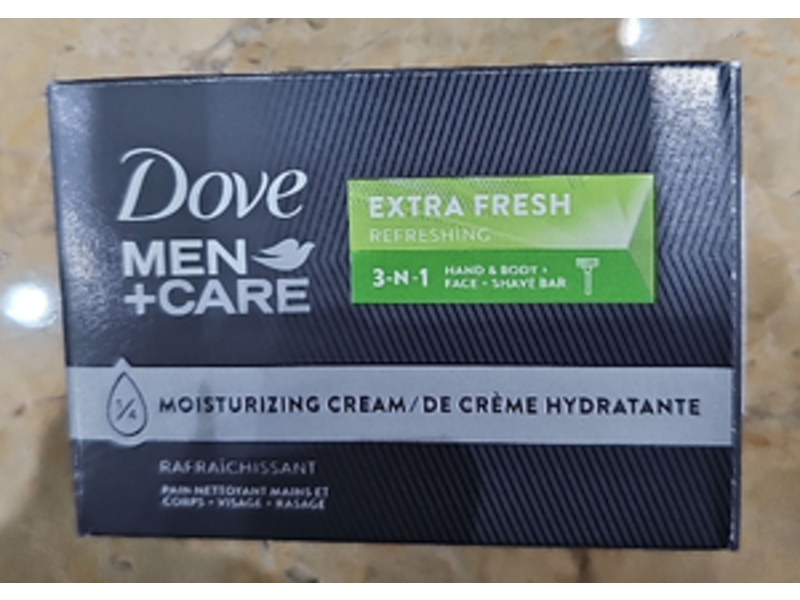 Dove
MEN
+CARE
EXTRA FRESH
REFRESHING
3-N-1
HAND & BODY +
FACE + SHAVE BAR
1/4 MOISTURIZING CREAM/DE CRÈME HYDRATANTE
RAFRAÎCHISSANT
PAIN NETTOYANT MAINS ET
CORPS + VISAGE + RASAGE